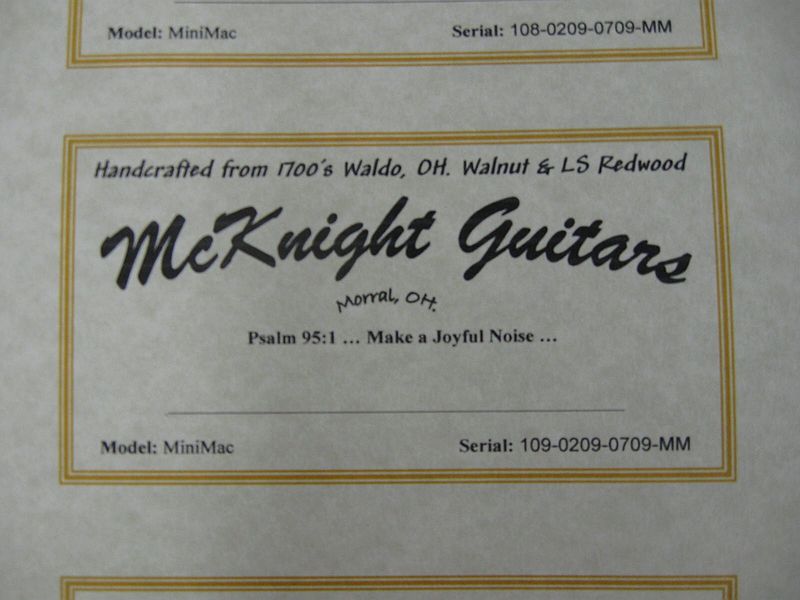 Model: MiniMac Serial: 108-0209-0709-MM
Handcrafted from 1700's Waldo, OH. Walnut & LS Redwood
McKnight Guitars
Morral, OH.
Psalm 95:1 ... Make a Joyful Noise ...
Model: MiniMac Serial: 109-0209-0709-MM